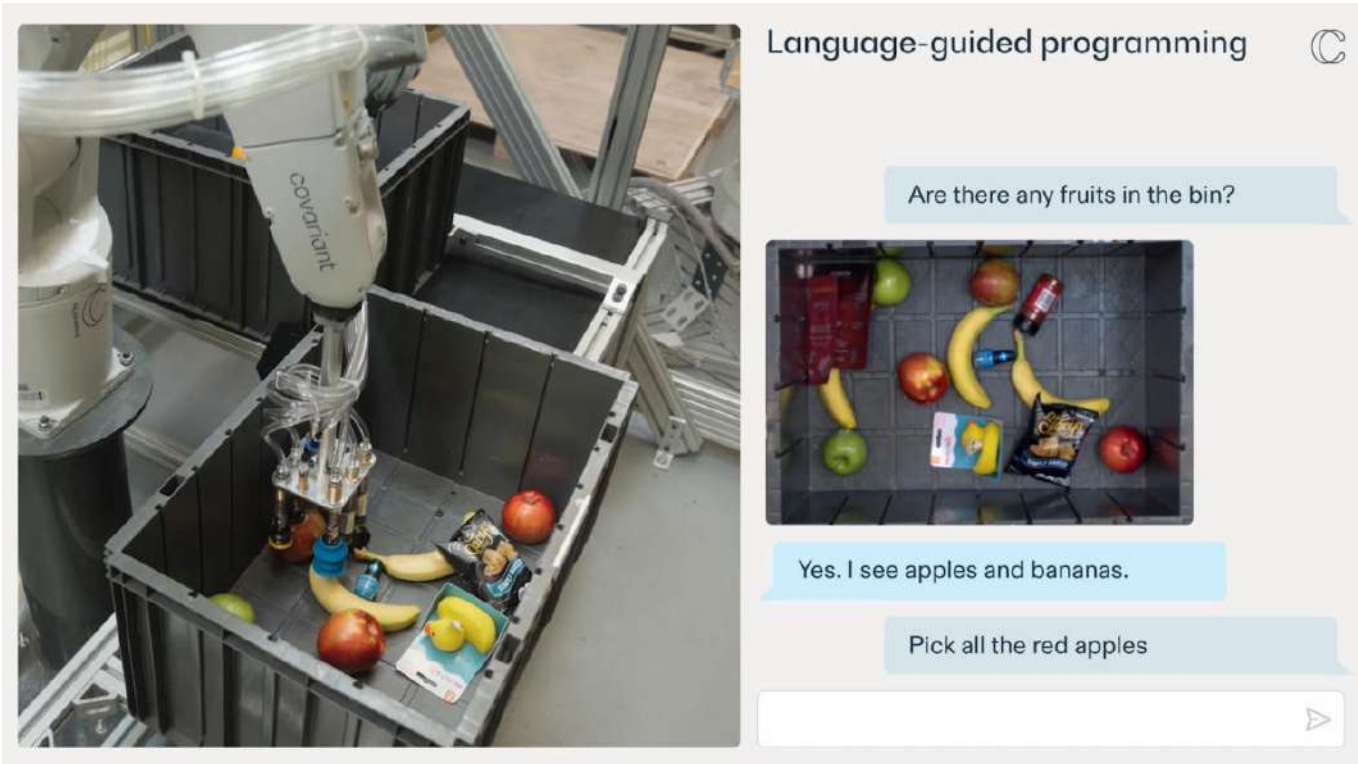 Language-guided programming
covariant
Are there any fruits in the bin?
Yes. I see apples and bananas.
Pick all the red apples